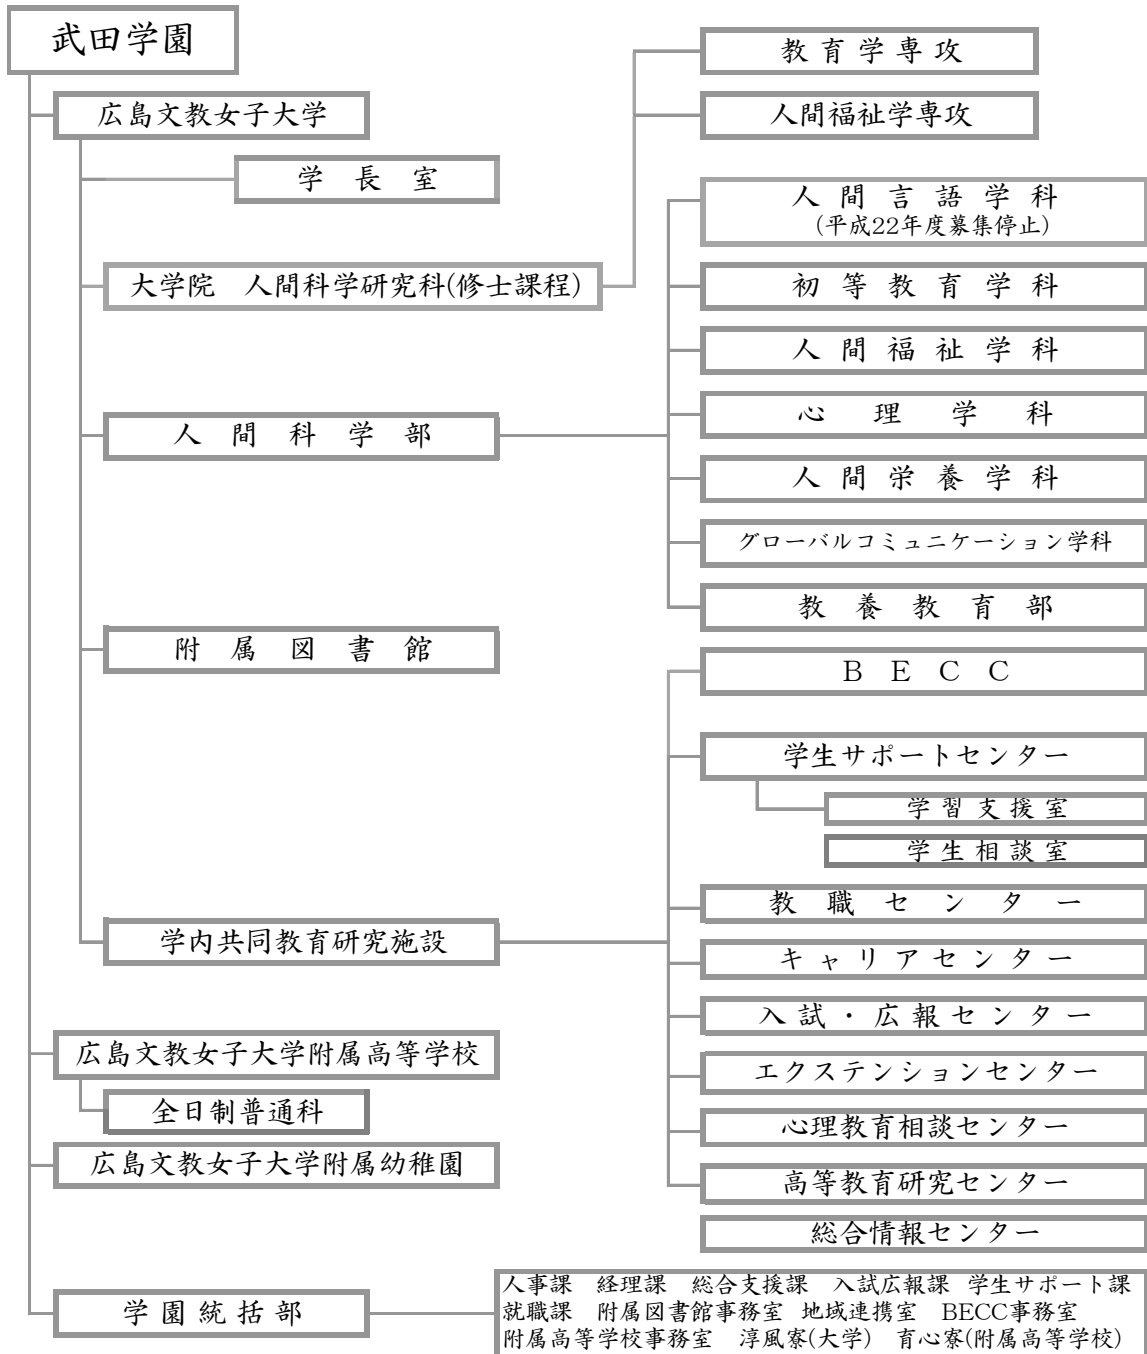 武田学園
広島文教女子大学
学長室
大学院　人間科学研究科(修士課程)
教育学専攻
人間福祉学専攻
人間科学部
人間言語学科
(平成22年度募集停止)
初等教育学科
人間福祉学科
心理学科
人間栄養学科
グローバルコミュニケーション学科
教養教育部
附属図書館
学内共同教育研究施設
BECC
学生サポートセンター
学習支援室
学生相談室
教職センター
キャリアセンター
入試・広報センター
エクステンションセンター
心理教育相談センター
高等教育研究センター
総合情報センター
広島文教女子大学附属高等学校
全日制普通科
広島文教女子大学附属幼稚園
学園統括部
人事課　経理課　総合支援課　入試広報課　学生サポート課
就職課　附属図書館事務室　地域連携室　BECC事務室
附属高等学校事務室　淳風寮(大学)　育心寮(附属高等学校)